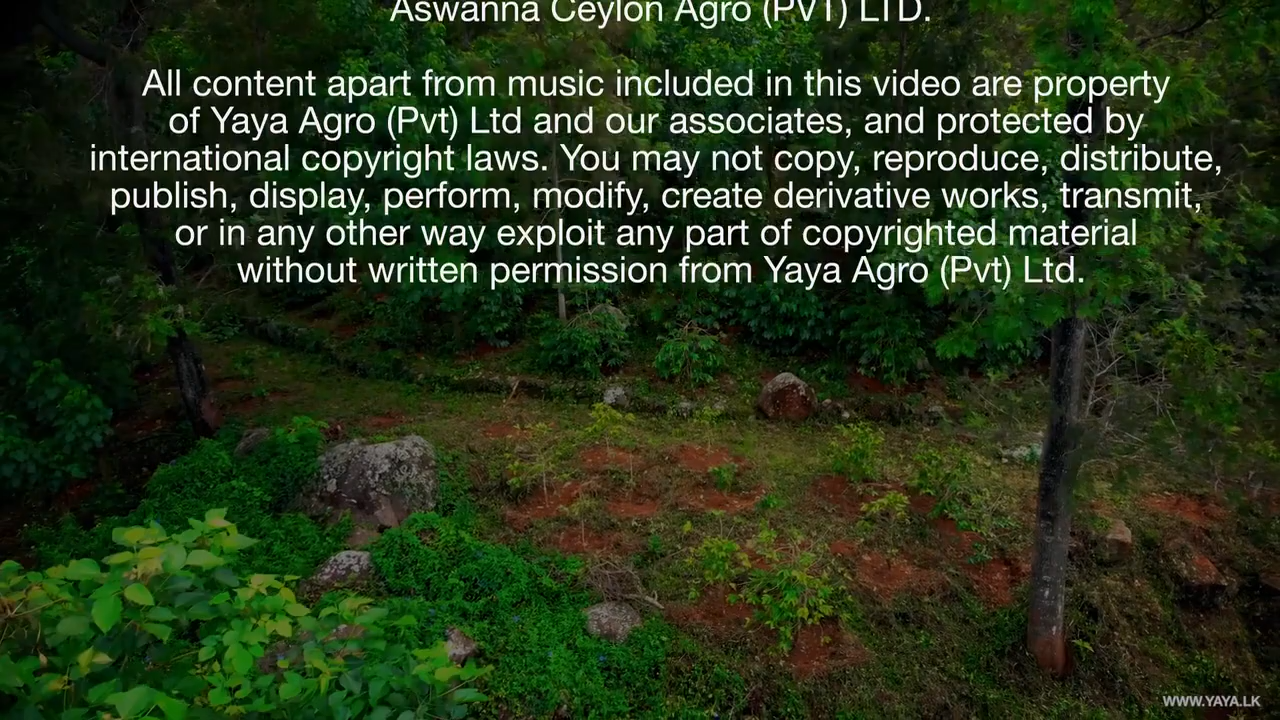 Aswanna Ceylon Agro (PVT) LTD.
All content apart from music included in this video are property
of Yaya Agro (Pvt) Ltd and our associates, and protected by
international copyright laws. You may not copy, reproduce, distribute,
publish, display, perform, modify, create derivative works, transmit,
or in any other way exploit any part of copyrighted material
without written permission from Yaya Agro (Pvt) Ltd.
WWW.YAYA.LK